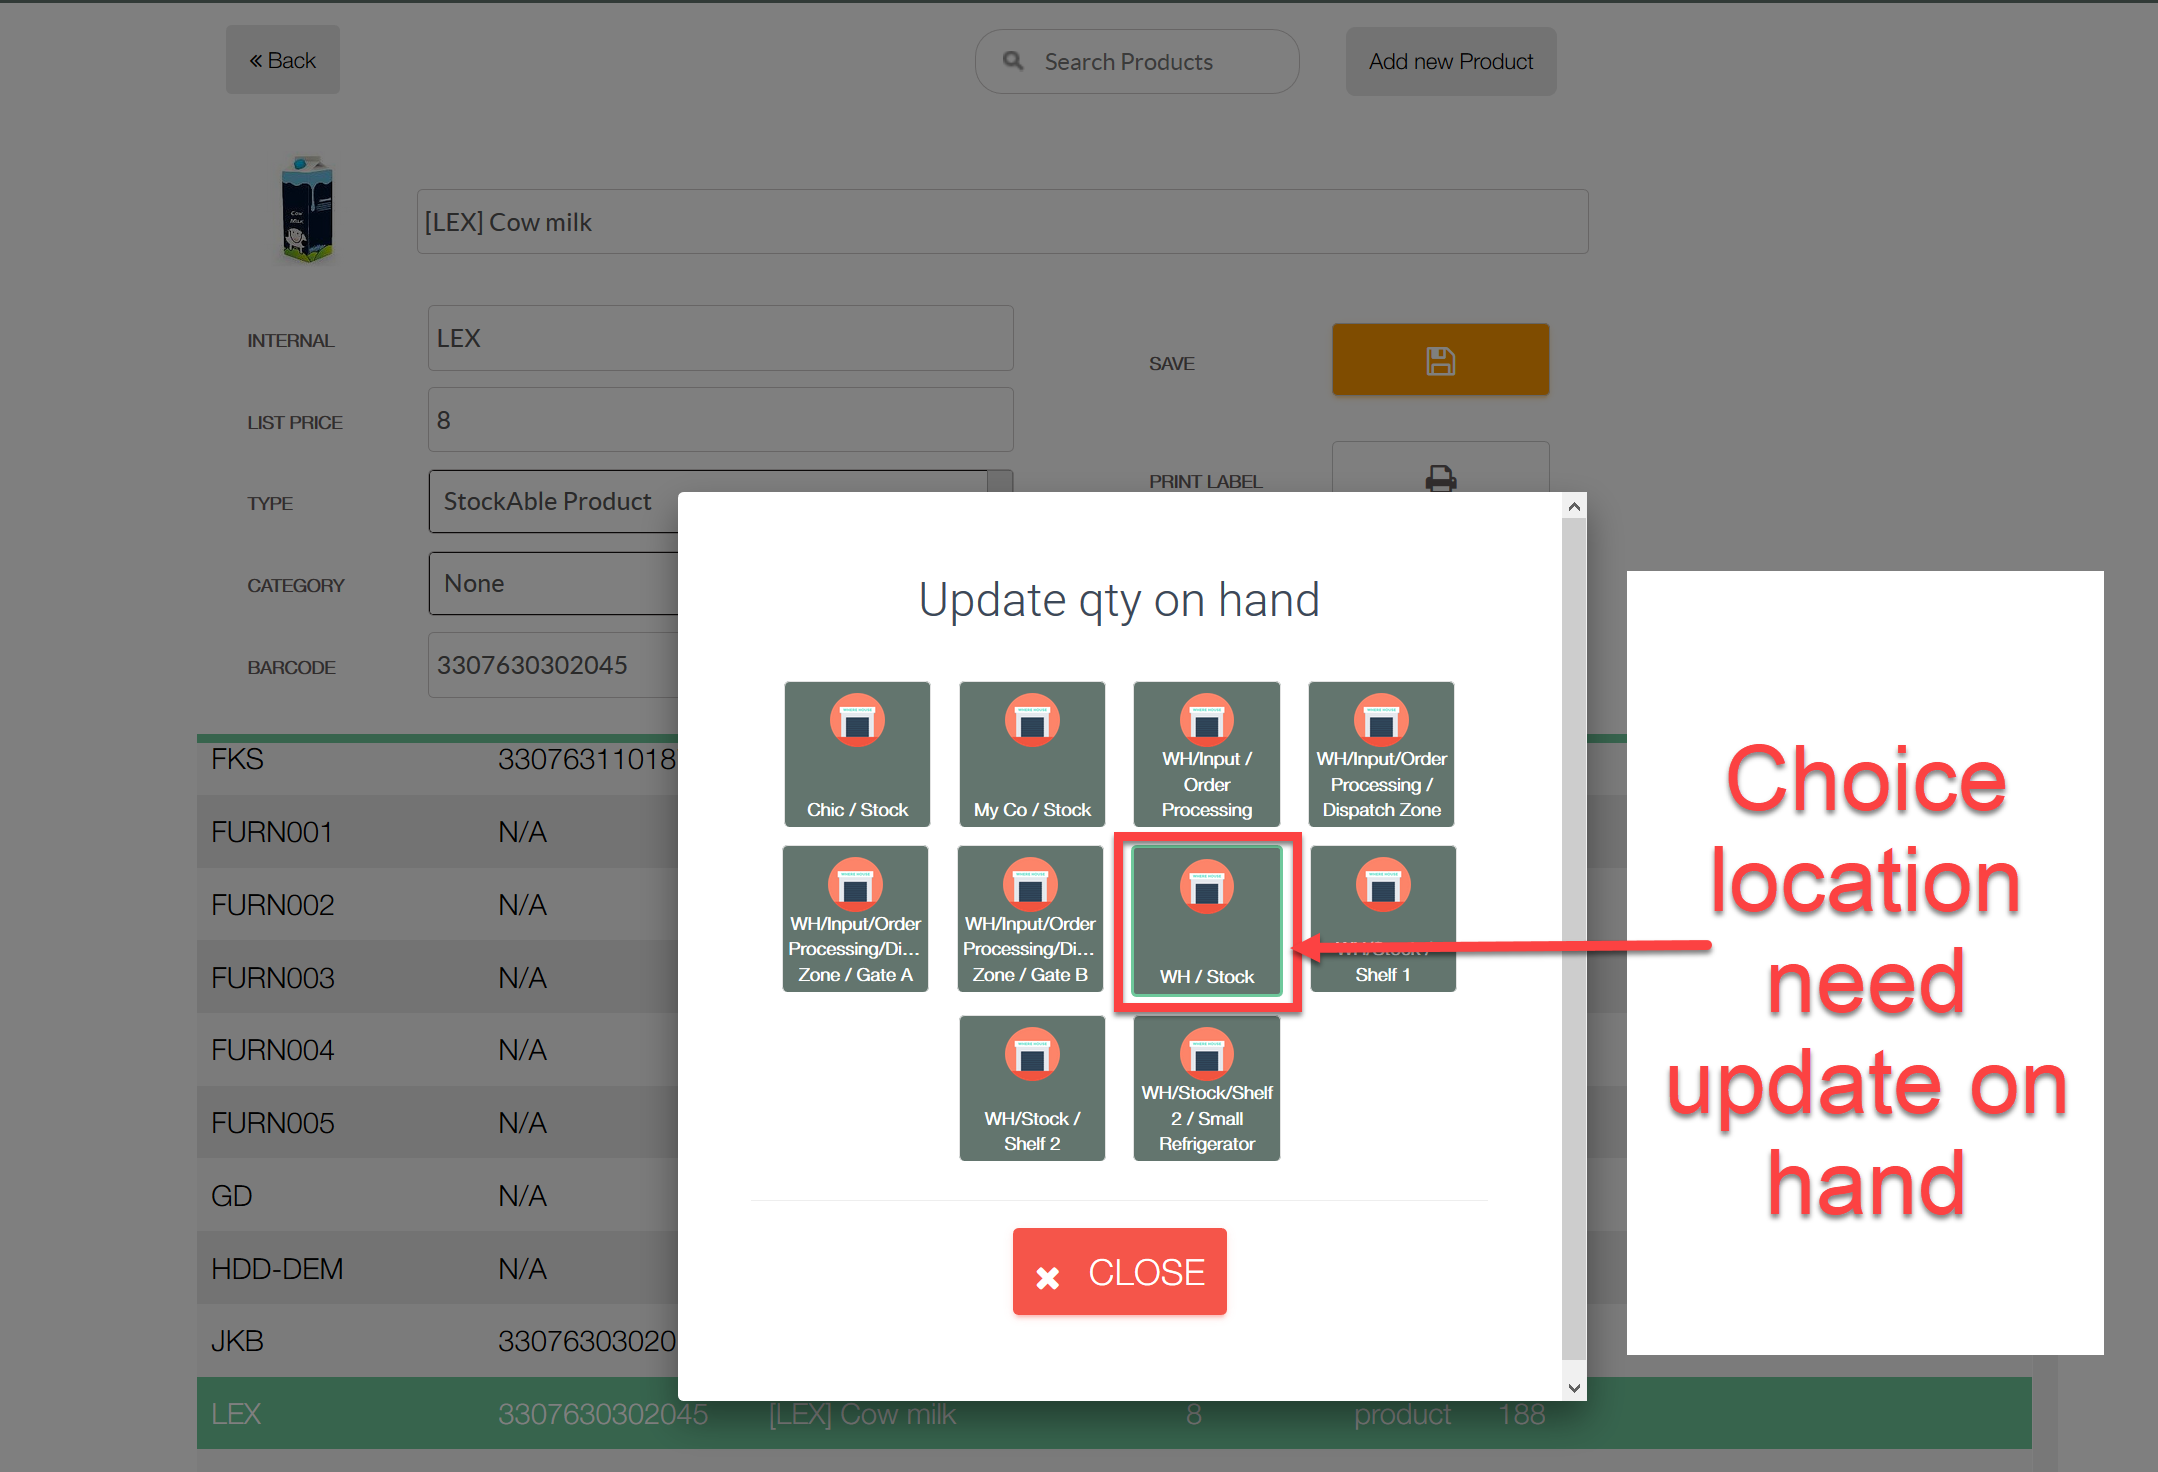 « Back
Search Products
Add new Product
[LEX] Cow milk
INTERNAL
LEX
SAVE
LIST PRICE
8
PRINT LABEL
TYPE
StockAble Product
CATEGORY
None
BARCODE
3307630302045
FKS 33076311018
FURN001 N/A
FURN002 N/A
FURN003 N/A
FURN004 N/A
FURN005 N/A
GD N/A
HDD-DEM N/A
JKB 33076303020
LEX 3307630302045 [LEX] Cow milk 8 product 188
Update qty on hand
Chic / Stock
My Co / Stock
WH/Input /
Order
Processing
WH/Input/Order
Processing /
Dispatch Zone
WH/Input/Order
Processing/Di...
Zone / Gate A
WH/Input/Order
Processing/Di...
Zone / Gate B
WH / Stock
WH/Stock /
Shelf 1
WH/Stock /
Shelf 2
WH/Stock/Shelf
2 / Small
Refrigerator
CLOSE
Choice
location
need
update on
hand